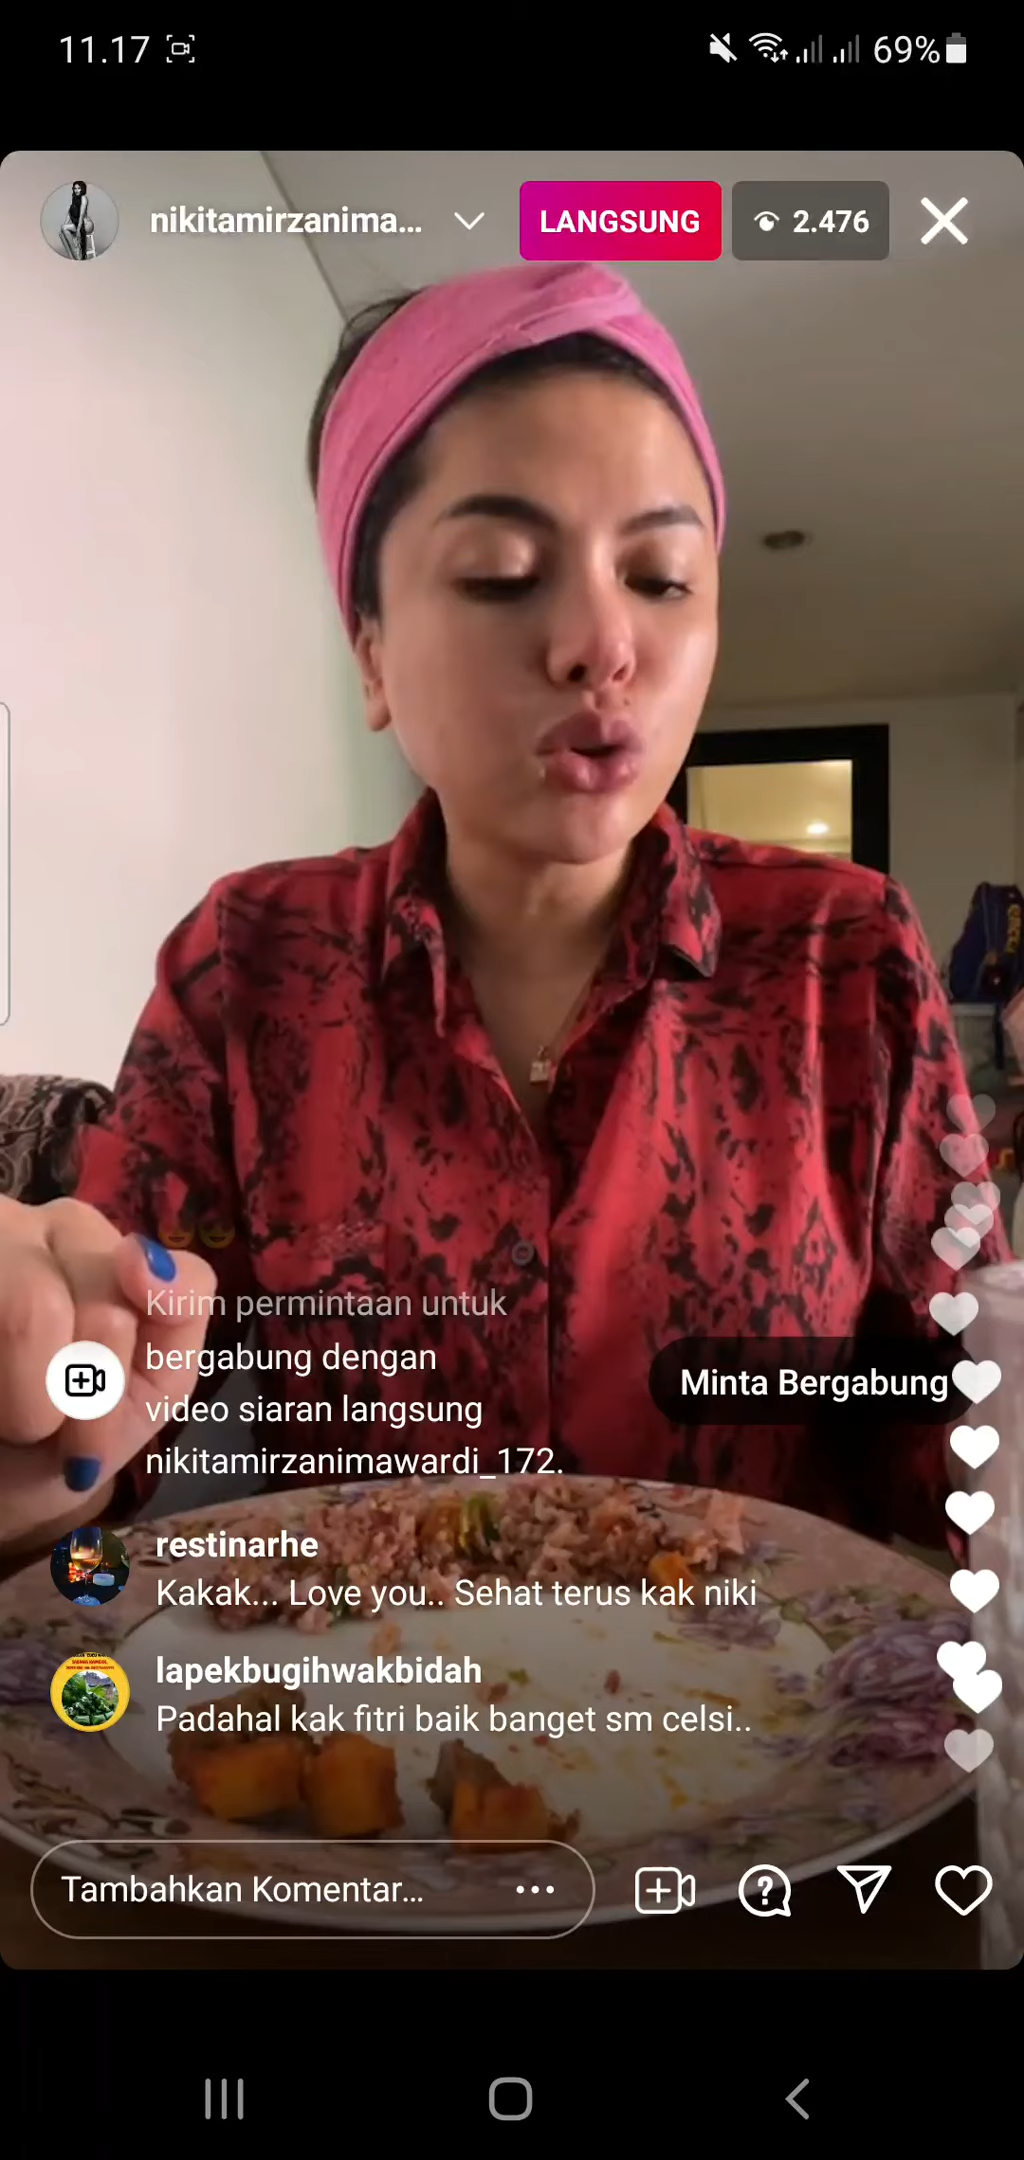 11.17
69%
nikitamirzanima...
LANGSUNG
2.476
Kirim permintaan untuk
bergabung dengan
video siaran langsung
nikitamirzanimawardi_172.
Minta Bergabung
restinarhe
Kakak... Love you.. Sehat terus kak niki
lapekbugihwakbidah
Padahal kak fitri baik banget sm celsi..
Tambahkan Komentar...